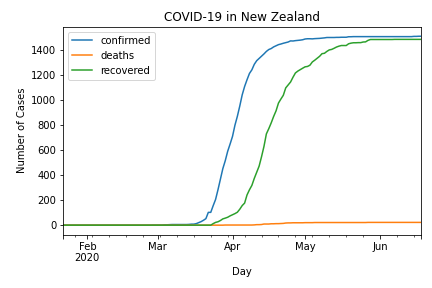 COVID-19 in New Zealand
confirmed
deaths
recovered
1400
1200
1000
800
600
400
200
0
Number of Cases
Feb Mar Apr May Jun
2020
Day